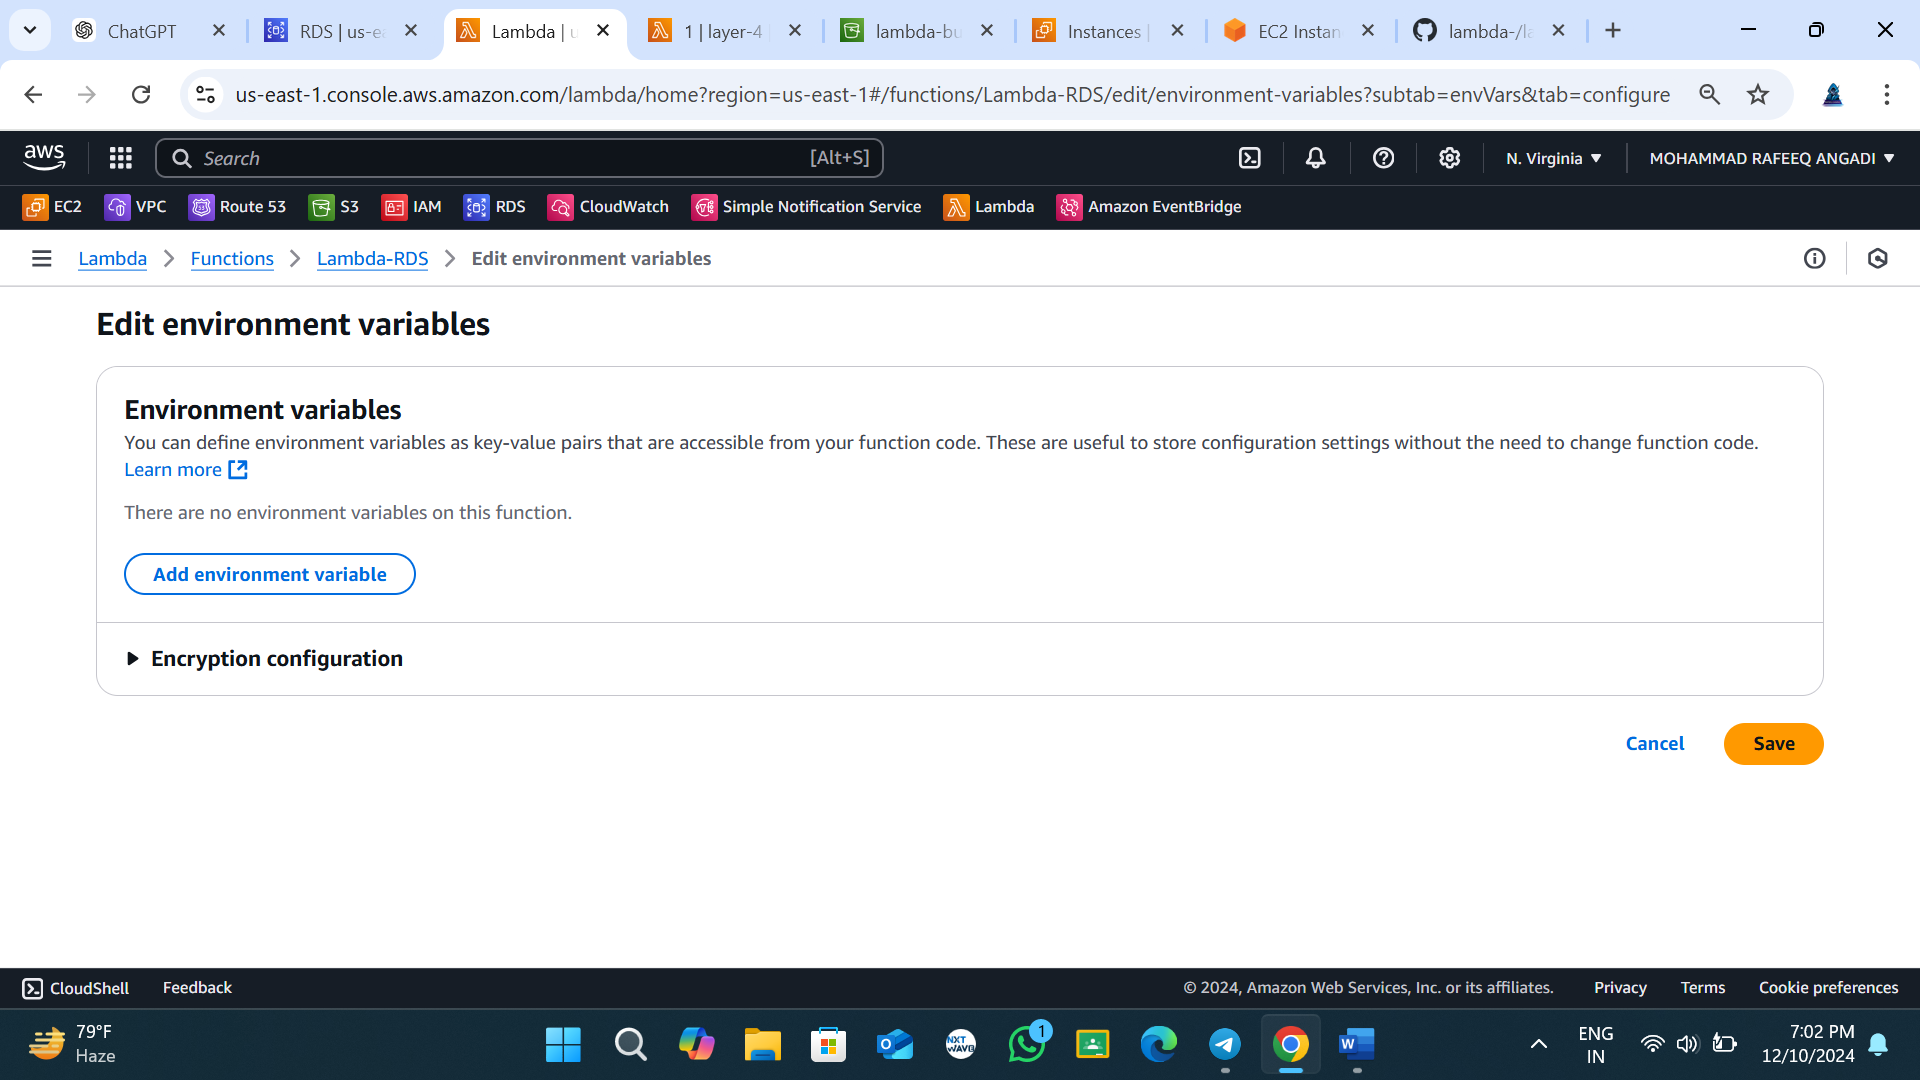 ChatGPT
RDS | us-ea
Lambda | u
1 | layer-4
lambda-bu
Instances |
EC2 Instan
lambda-/la
us-east-1.console.aws.amazon.com/lambda/home?region=us-east-1#/functions/Lambda-RDS/edit/environment-variables?subtab=envVars&tab=configure
aws
Search
[Alt+S]
N. Virginia
MOHAMMAD RAFEEQ ANGADI
EC2
VPC
Route 53
S3
IAM
RDS
CloudWatch
Simple Notification Service
Lambda
Amazon EventBridge
Lambda
Functions
Lambda-RDS
Edit environment variables
Edit environment variables
Environment variables
You can define environment variables as key-value pairs that are accessible from your function code. These are useful to store configuration settings without the need to change function code.
Learn more
There are no environment variables on this function.
Add environment variable
Encryption configuration
Cancel
Save
CloudShell
Feedback
© 2024, Amazon Web Services, Inc. or its affiliates.
Privacy
Terms
Cookie preferences
79°F
Haze
NXT
WAVE
1
ENG
IN
7:02 PM
12/10/2024